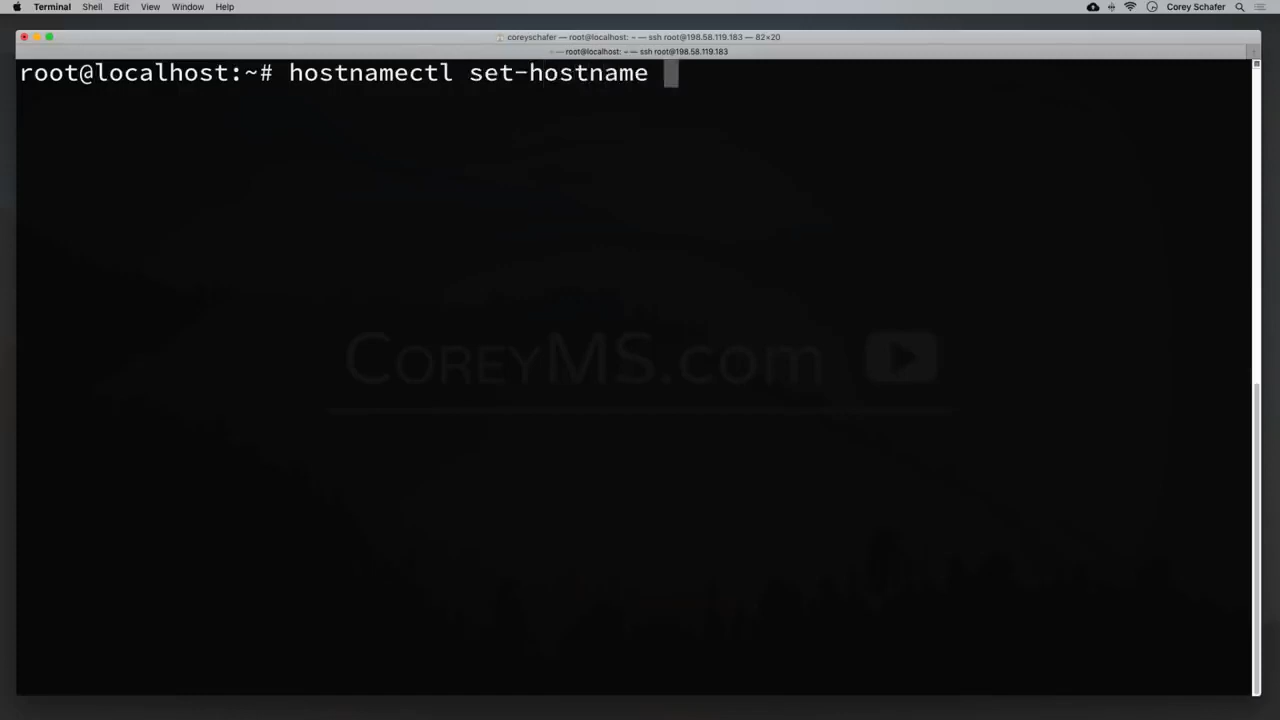 Terminal Shell Edit View Window Help Corey Schafer
coreyschafer — root@localhost: ~ — ssh root@198.58.119.183 — 82×20
root@localhost: ~ — ssh root@198.58.119.183
root@localhost:~# hostnamectl set-hostname
CoreyMS.com